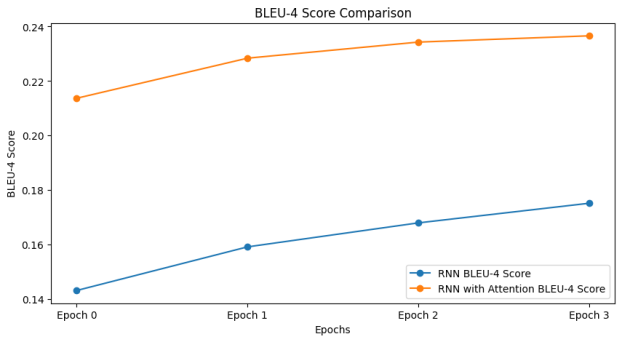 BLEU-4 Score Comparison
0.24
0.22
0.20
0.18
0.16
0.14
BLEU-4 Score
RNN BLEU-4 Score
RNN with Attention BLEU-4 Score
Epoch 0 Epoch 1 Epoch 2 Epoch 3
Epochs